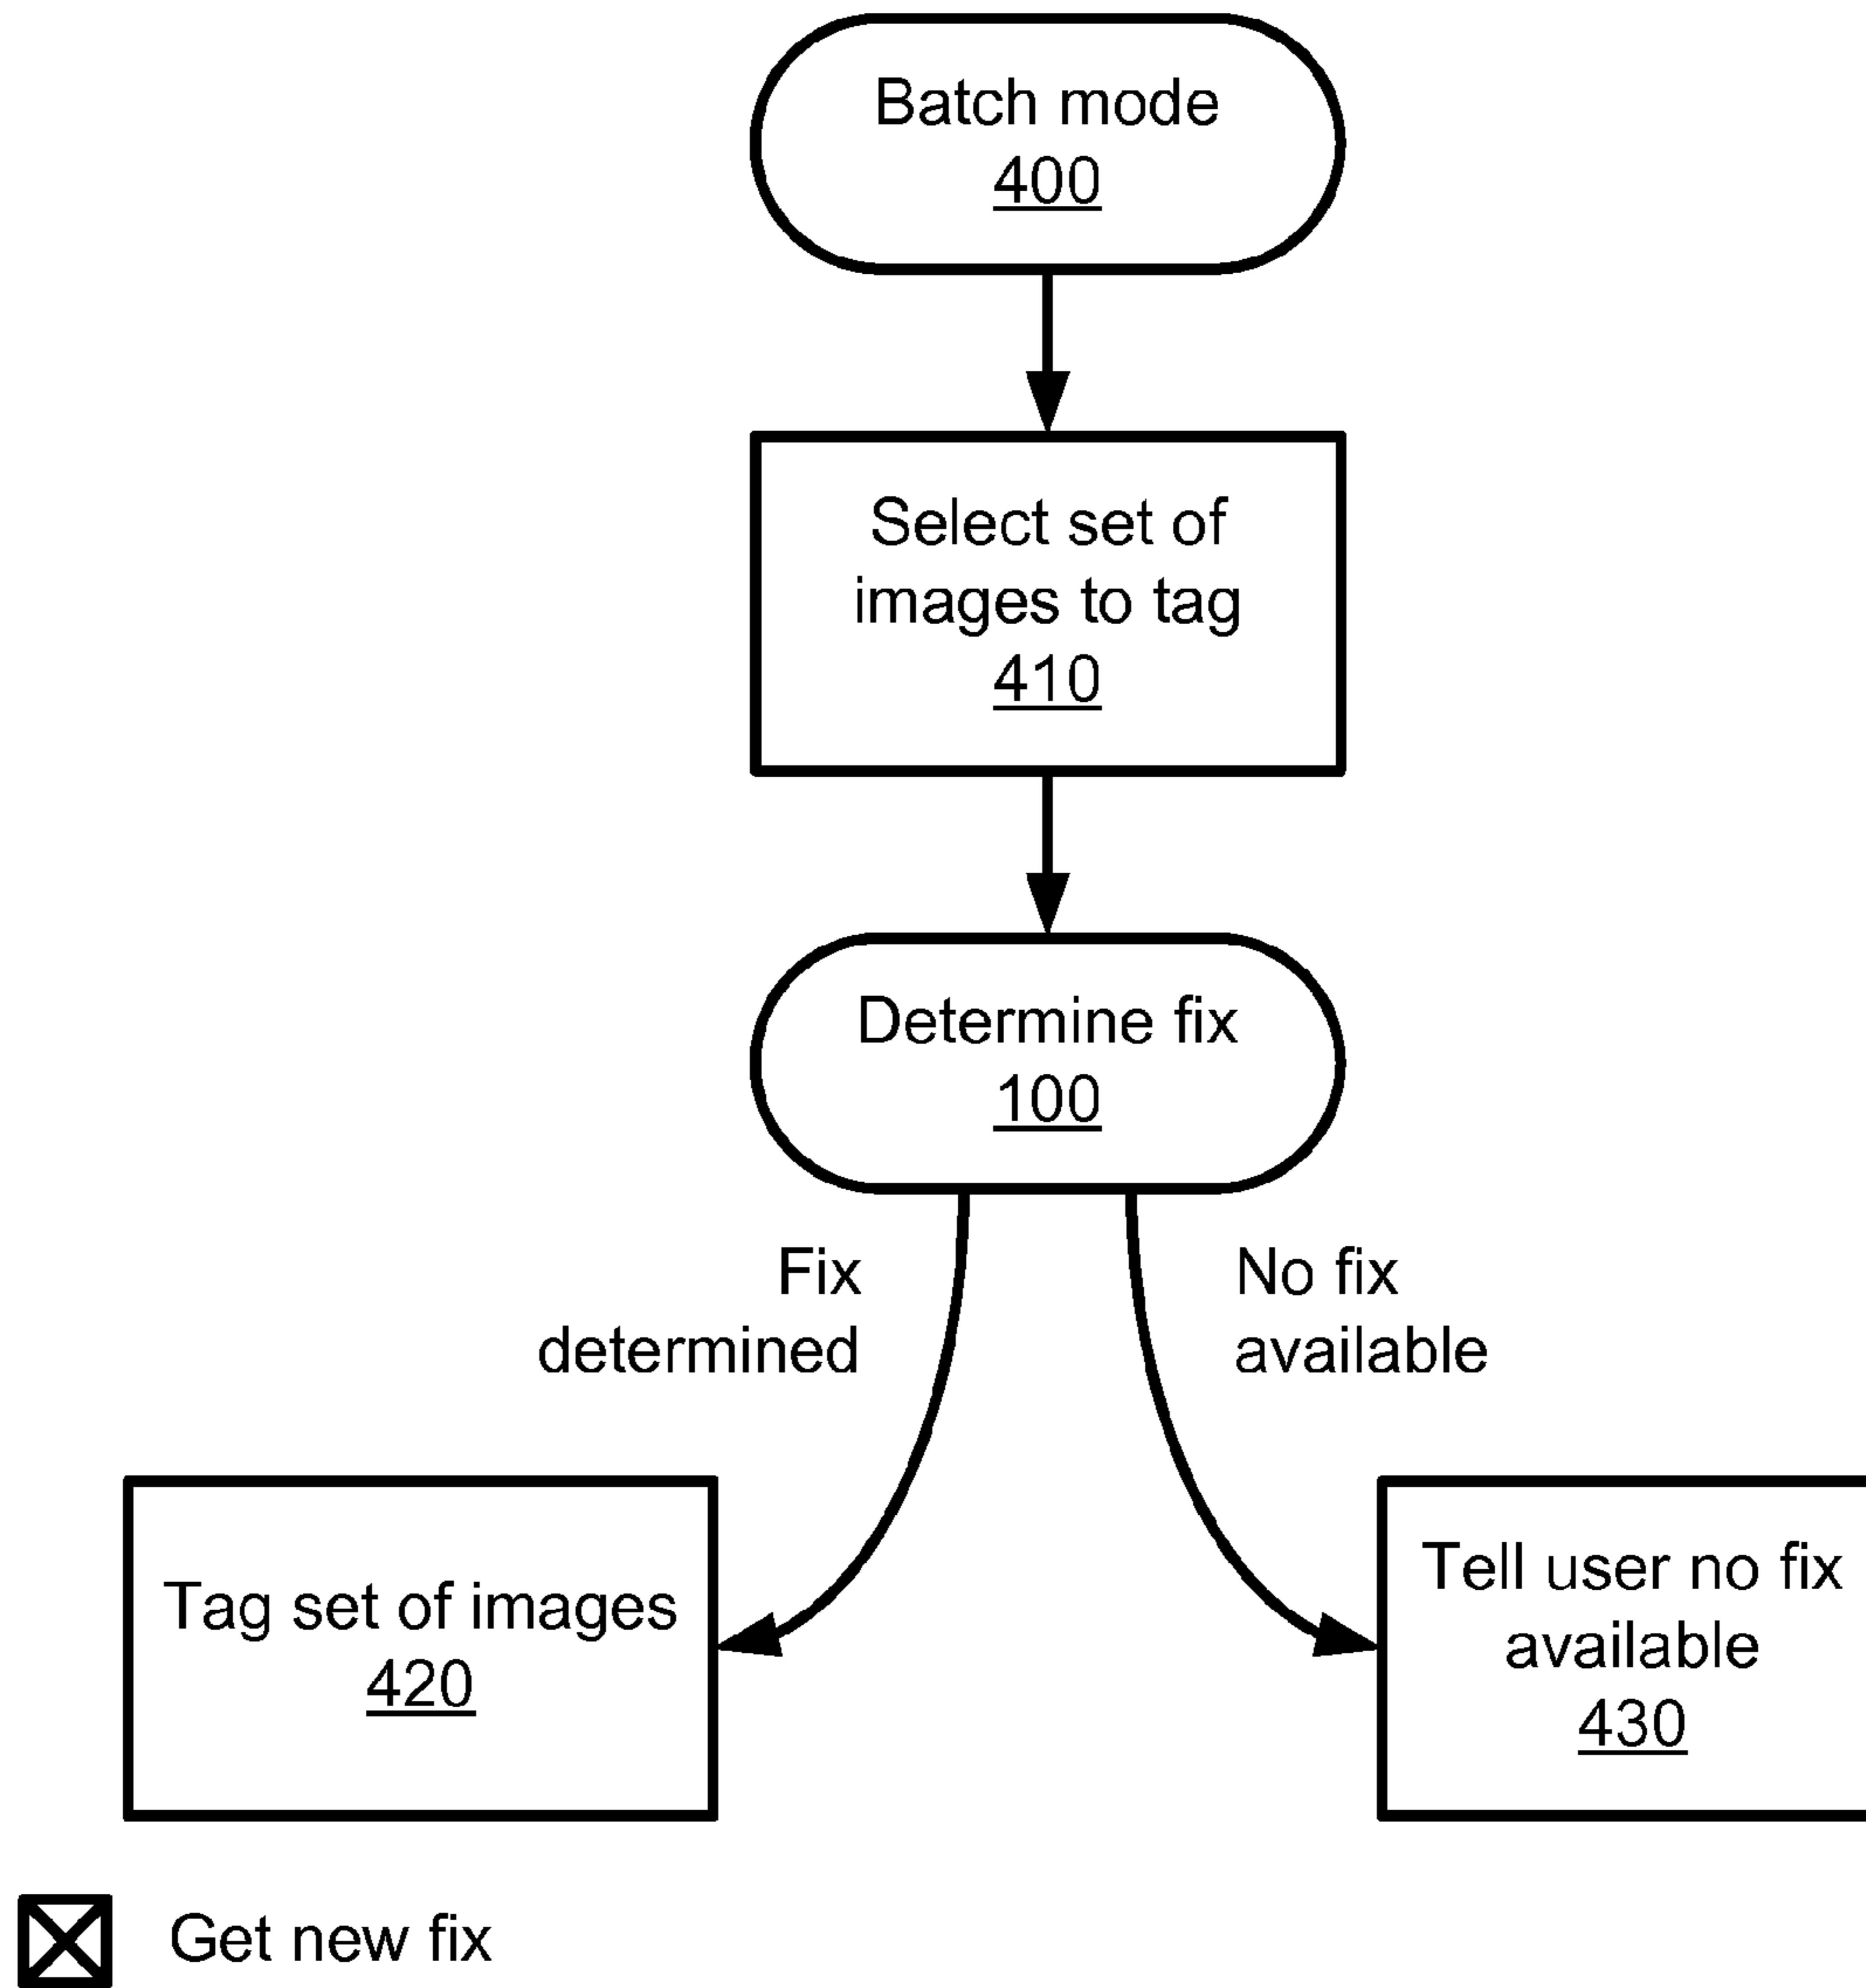 Batch mode
400
Select set of
images to tag
410
Determine fix
100
Fix
determined
No fix
available
Tag set of images
420
Tell user no fix
available
430
Get new fix